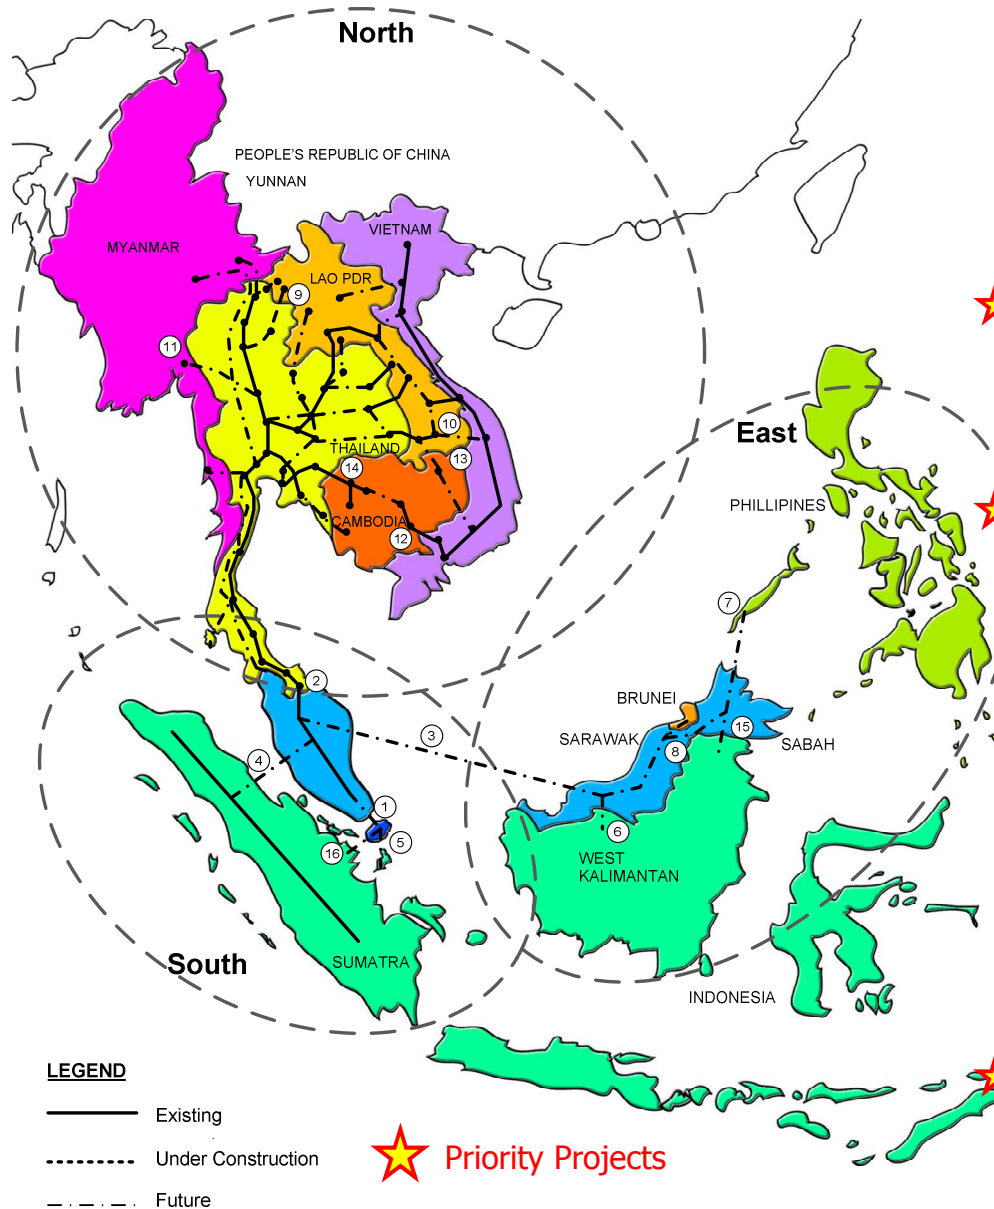 North
PEOPLE'S REPUBLIC OF CHINA
YUNNAN
VIETNAM
MYANMAR
LAO PDR
9
11
10
East
THAILAND
13
14
PHILLIPINES
CAMBODIA
12
7
2
BRUNEI
15
SARAWAK
3
SABAH
8
4
1
6
5
16
WEST
KALIMANTAN
South
SUMATRA
INDONESIA
LEGEND
Existing
Under Construction
Priority Projects
Future